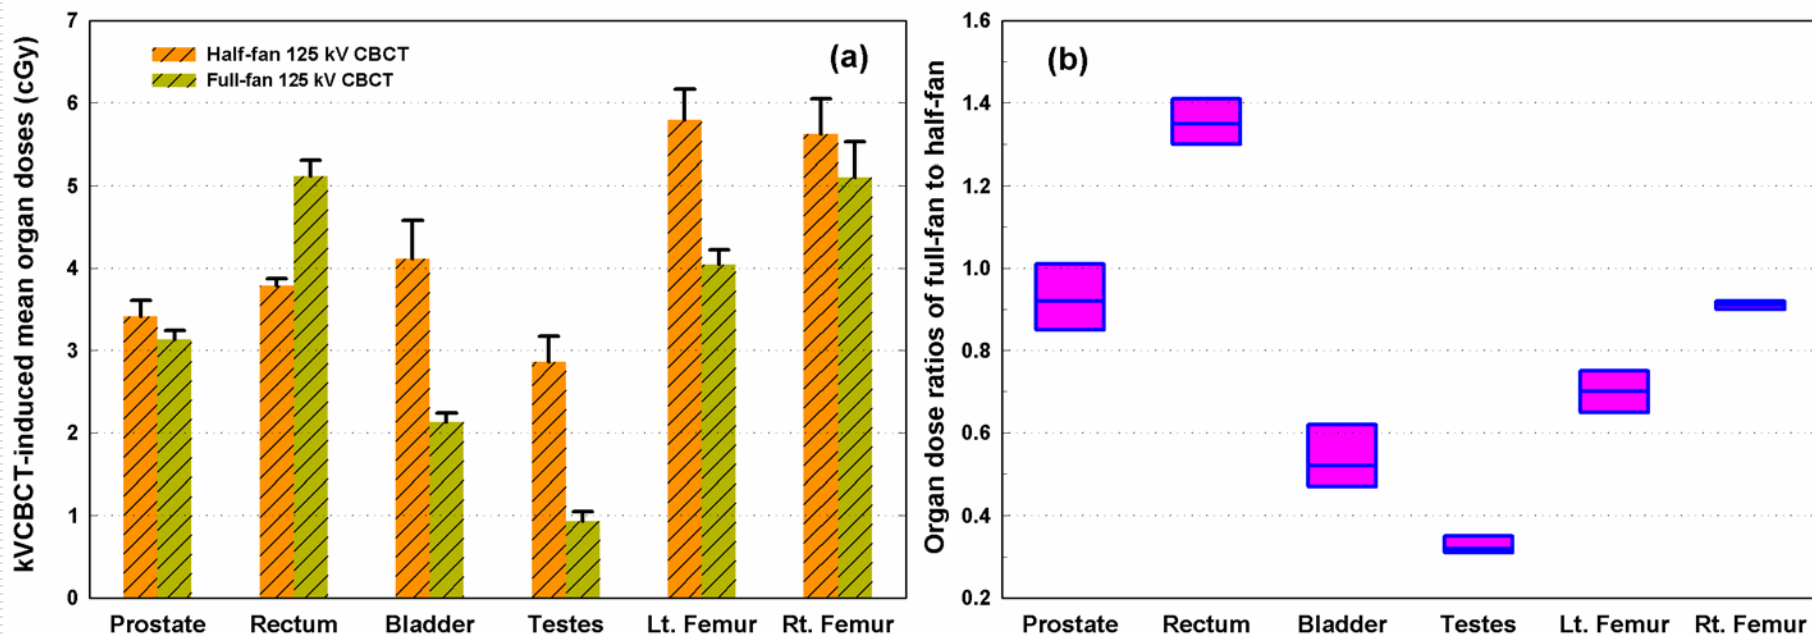 kVCBCT-induced mean organ doses (cGy)
7
6
5
4
3
2
1
0
Half-fan 125 kV CBCT
Full-fan 125 kV CBCT
(a)
Prostate Rectum Bladder Testes Lt. Femur Rt. Femur
Organ dose ratios of full-fan to half-fan
1.6
1.4
1.2
1.0
0.8
0.6
0.4
0.2
(b)
Prostate Rectum Bladder Testes Lt. Femur Rt. Femur